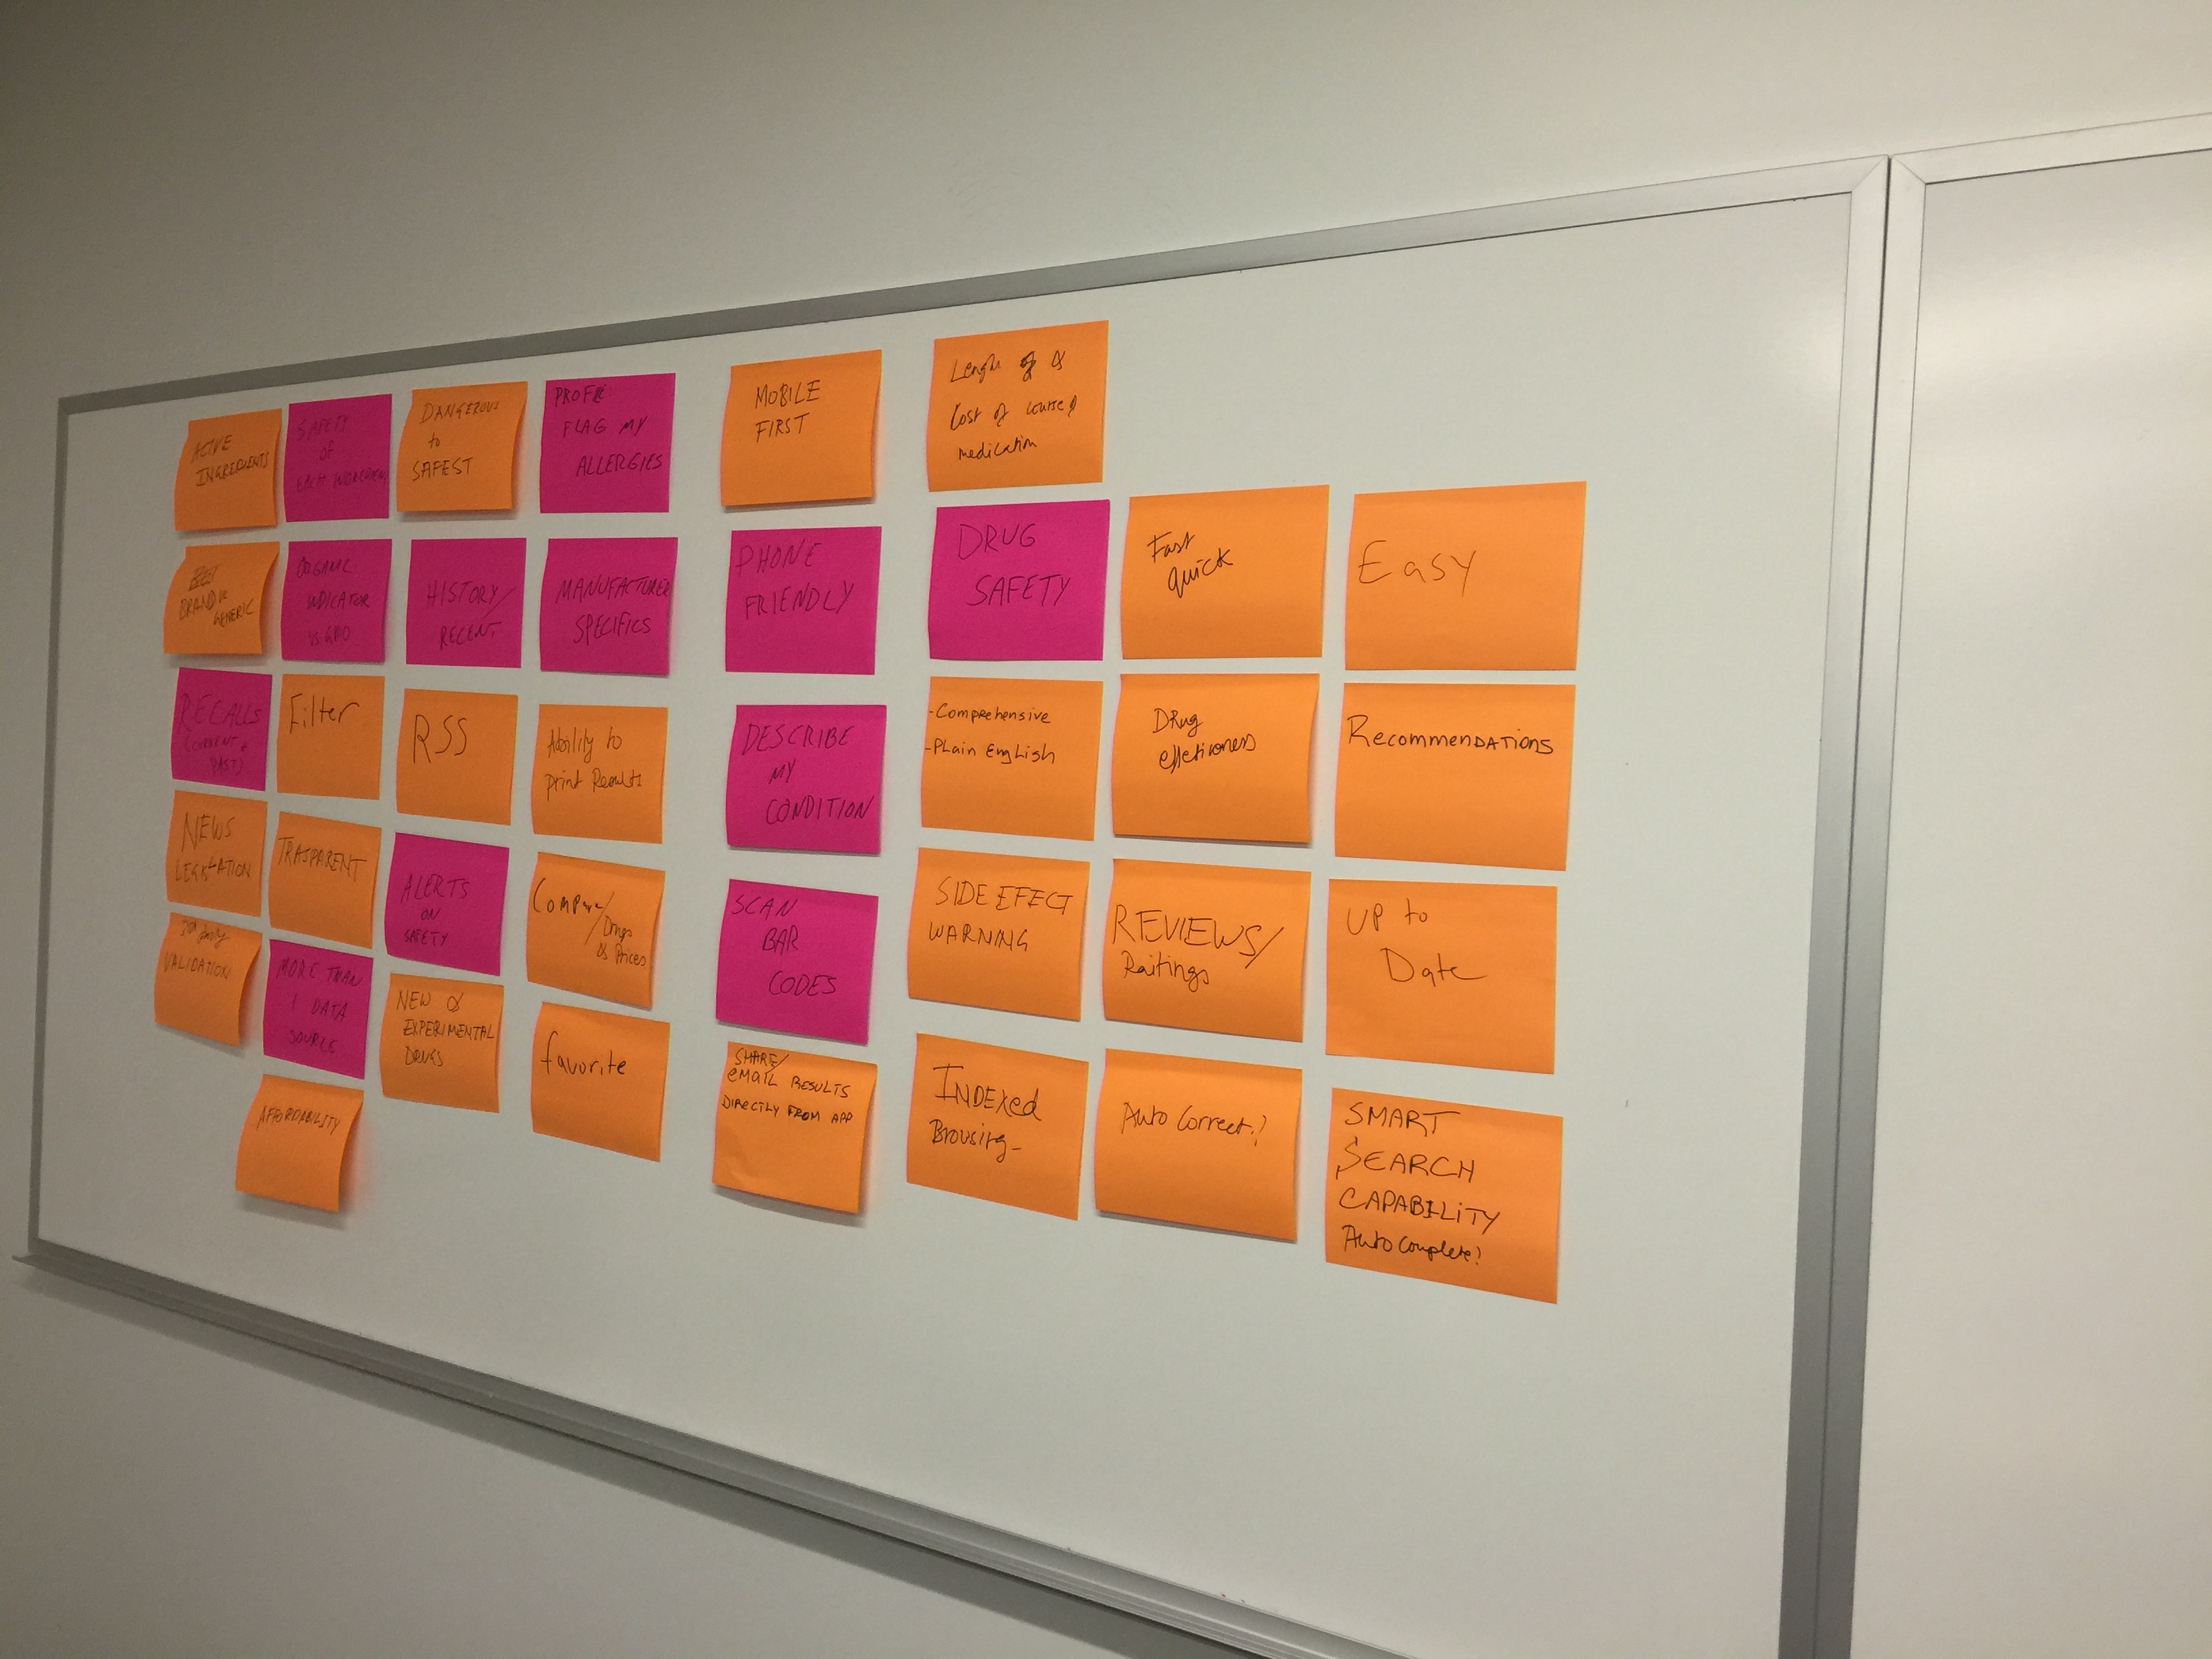 ACTIVE
INGREDIENTS
SAFETY
of
EACH INGREDIENT
DANGEROUS
to
SAFEST
PROFILE
FLAG MY
ALLERGIES
MOBILE
FIRST
Length of &
Cost of course of
medication
BRAND vs
GENERIC
ORGANIC
INDICATOR
vs GMO
HISTORY/
RECENT
MANUFACTURER
SPECIFICS
PHONE
FRIENDLY
DRUG
SAFETY
Fast
Quick
Easy
RECALLS
(CURRENT &
PAST)
Filter
RSS
Ability to
print Results
DESCRIBE
MY
CONDITION
-Comprehensive
-Plain English
DRug
effectiveness
RecommenDATIONS
NEWS
LEGISLATION
TRASPARENT
ALERTS
ON
SAFETY
Compare/
Drugs
& Prices
SCAN
BAR
CODES
SIDE EFFECT
WARNING
REVIEWS/
Raitings
UP to
Date
3rd party
VALIDATION
MORE THAN
1 DATA
SOURCE
NEW &
EXPERIMENTAL
DRUGS
favorite
SHARE/
EMAIL RESULTS
DIRECTLY FROM APP
INDEXed
Browsing-
Auto Correct?
SMART
SEARCH
CAPABILITY
Auto Complete?
AFFORDABILITY